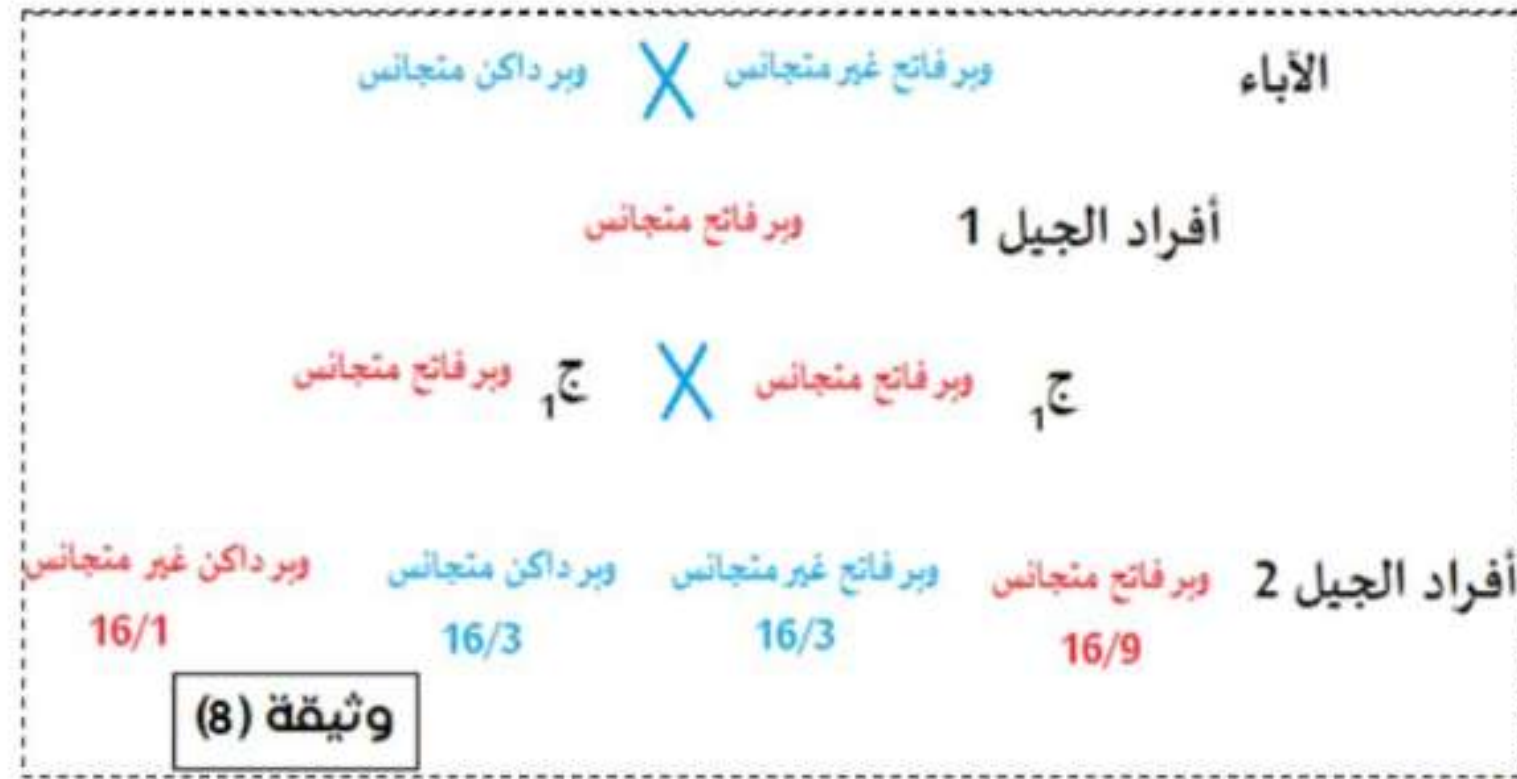 الآباء وبر فاتح غير متجانس X وبر داكن متجانس
أفراد الجيل 1 وبر فاتح متجانس
ج1 وبر فاتح متجانس X ج1 وبر فاتح متجانس
أفراد الجيل 2 وبر فاتح متجانس وبر فاتح غير متجانس وبر داكن متجانس وبر داكن غير متجانس
16/9 16/3 16/3 16/1
وثيقة (8)